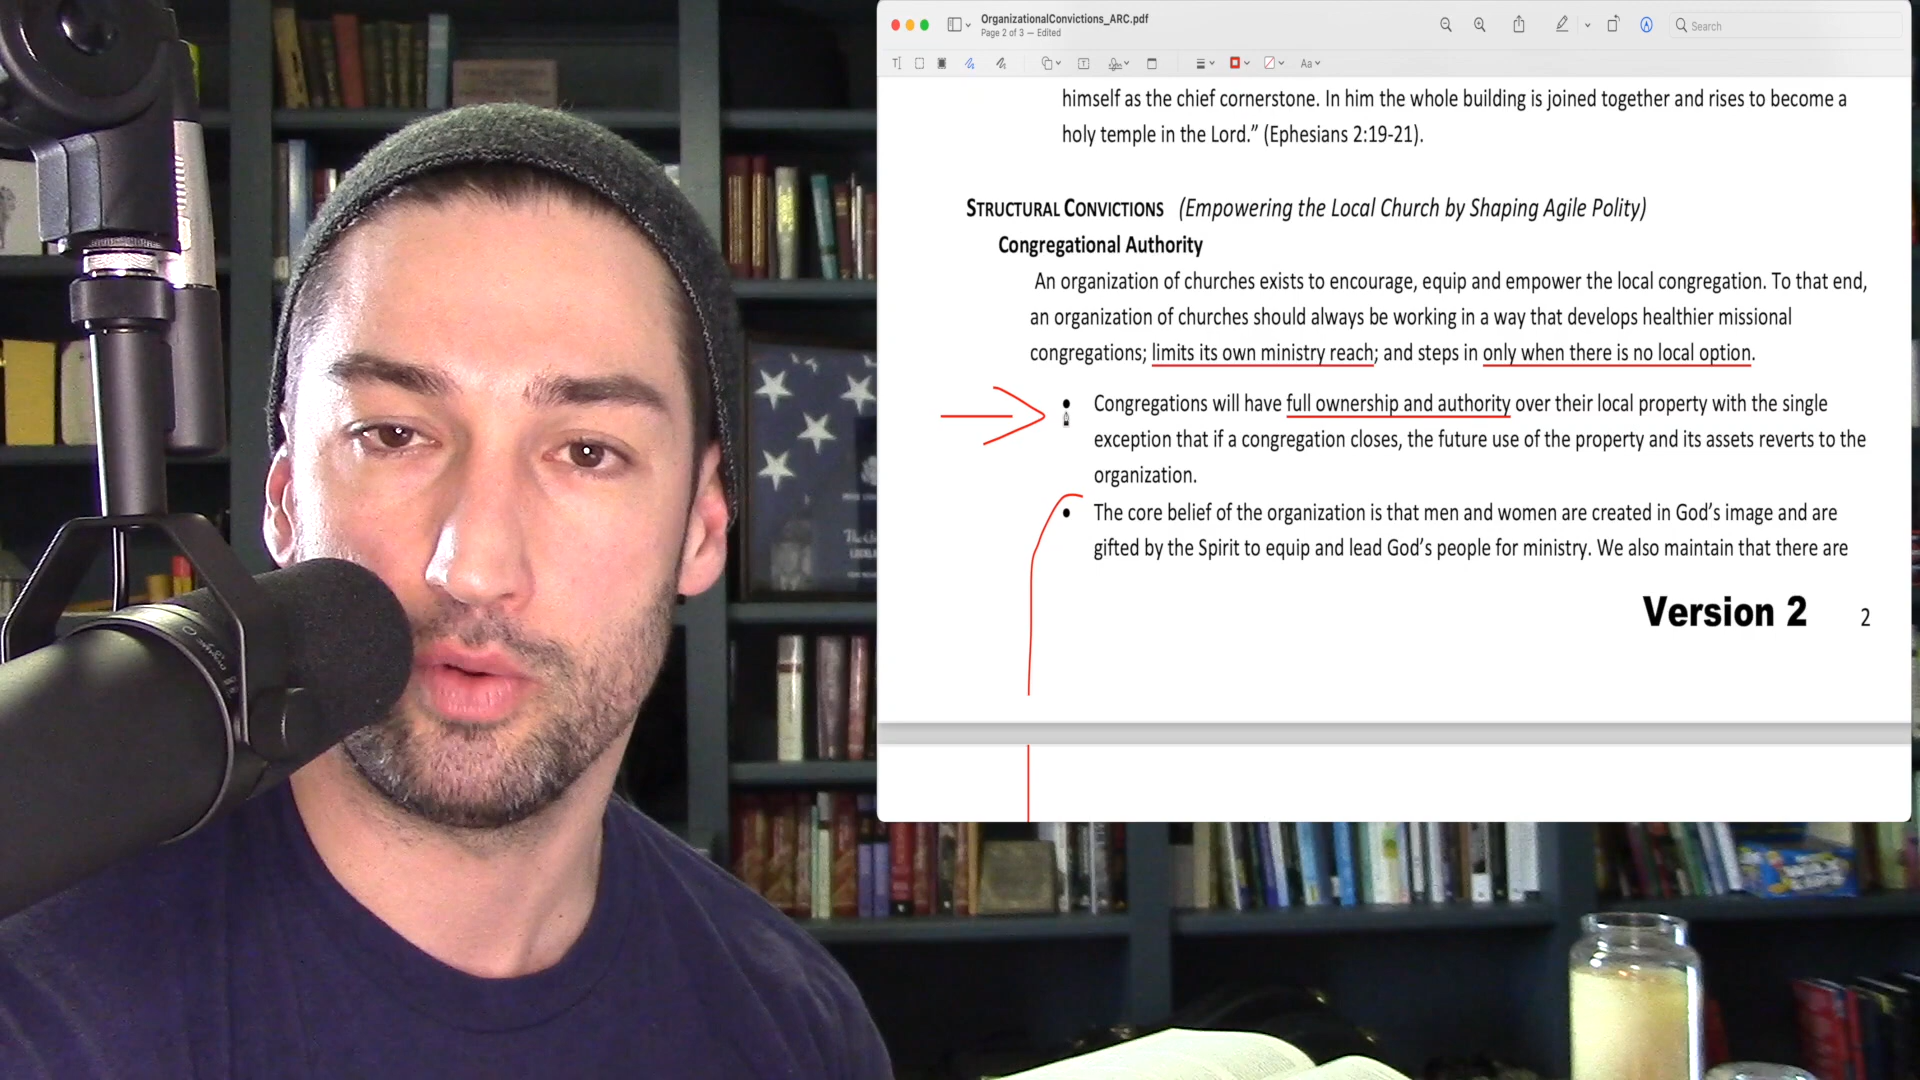 OrganizationalConvictions_ARC.pdf
Page 2 of 3 — Edited
Search
Aa
himself as the chief cornerstone. In him the whole building is joined together and rises to become a
holy temple in the Lord.” (Ephesians 2:19-21).
STRUCTURAL CONVICTIONS (Empowering the Local Church by Shaping Agile Polity)
Congregational Authority
An organization of churches exists to encourage, equip and empower the local congregation. To that end,
an organization of churches should always be working in a way that develops healthier missional
congregations; limits its own ministry reach; and steps in only when there is no local option.
• Congregations will have full ownership and authority over their local property with the single
exception that if a congregation closes, the future use of the property and its assets reverts to the
organization.
• The core belief of the organization is that men and women are created in God’s image and are
gifted by the Spirit to equip and lead God’s people for ministry. We also maintain that there are
Version 2 2